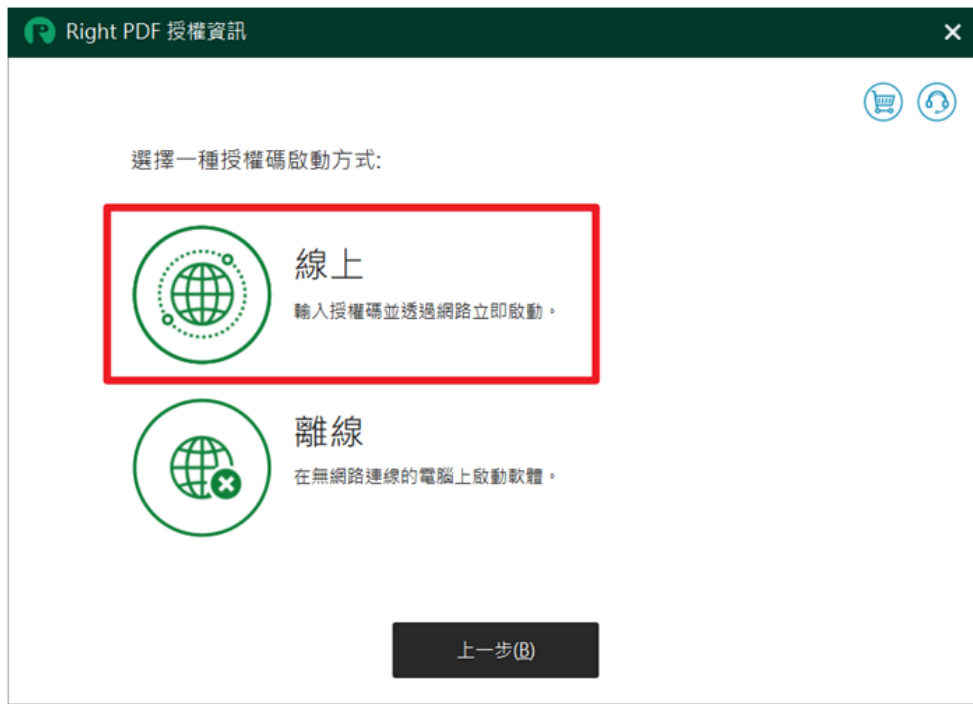 Right PDF 授權資訊
選擇一種授權碼啟動方式:
線上
輸入授權碼並透過網路立即啟動。
離線
在無網路連線的電腦上啟動軟體。
上一步(B)